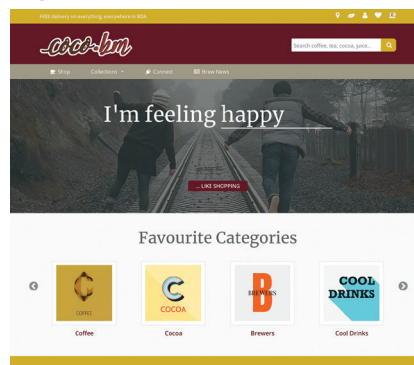 FREE delivery on everything, everywhere in BDA
coco-bm
Search coffee, tea, cocoa, juice..
Shop
Collections
Connect
Brew News
I'm feeling happy
... LIKE SHOPPING
Favourite Categories
C
COFFEE
C
COCOA
B
BREWERS
COOL
DRINKS
Coffee
Cocoa
Brewers
Cool Drinks